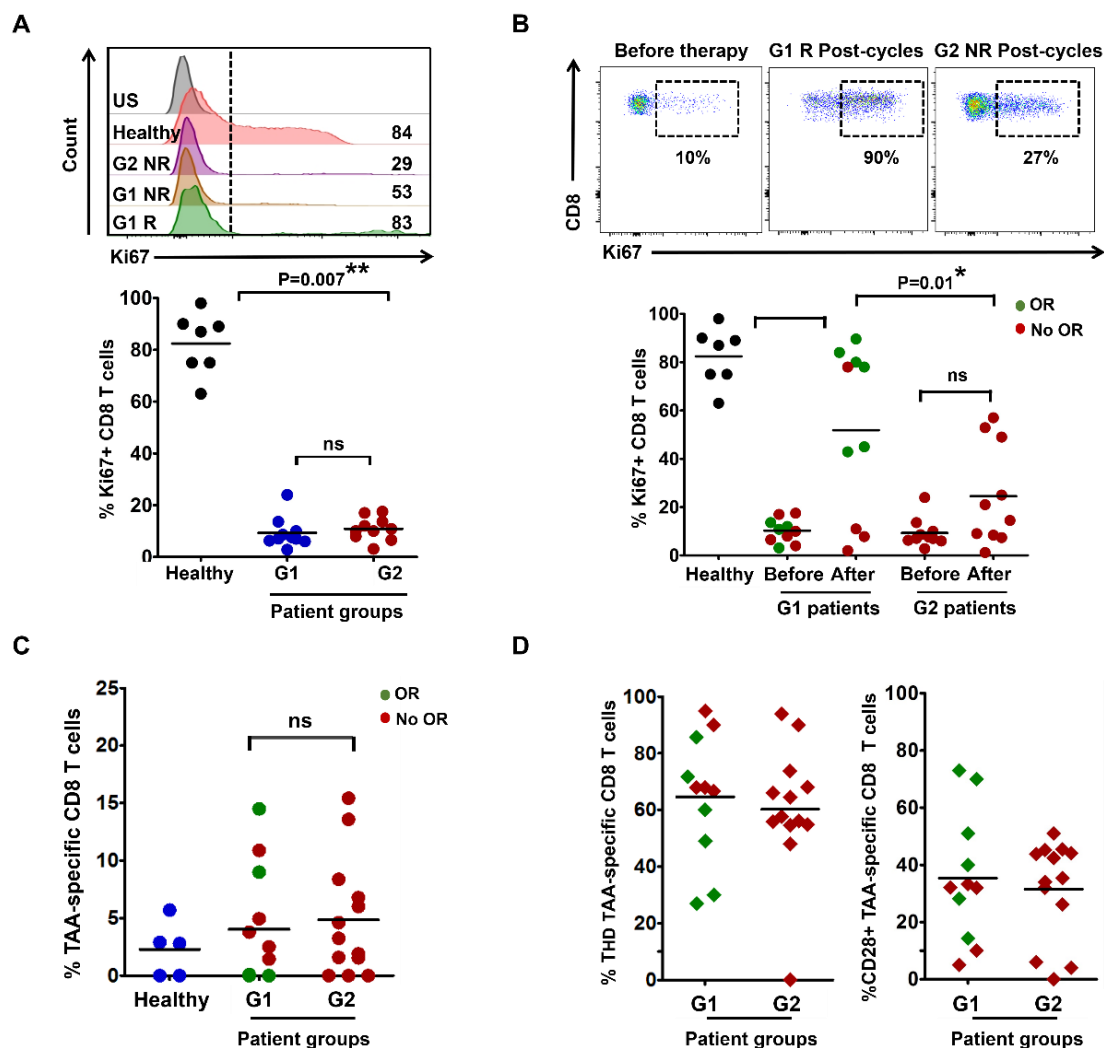 A
Count
US
Healthy 84
G2 NR 29
G1 NR 53
G1 R 83
Ki67
P=0.007**
% Ki67+ CD8 T cells
100
80
60
40
20
0
ns
Healthy G1 G2
Patient groups
B
Before therapy G1 R Post-cycles G2 NR Post-cycles
CD8
10% 90% 27%
Ki67
P=0.01*
OR
No OR
% Ki67+ CD8 T cells
100
80
60
40
20
0
ns
Healthy Before After Before After
G1 patients G2 patients
C
% TAA-specific CD8 T cells
25
20
15
10
5
0
ns
OR
No OR
Healthy G1 G2
Patient groups
D
% THD TAA-specific CD8 T cells
100
80
60
40
20
0
G1 G2
Patient groups
%CD28+ TAA-specific CD8 T cells
100
80
60
40
20
0
G1 G2
Patient groups